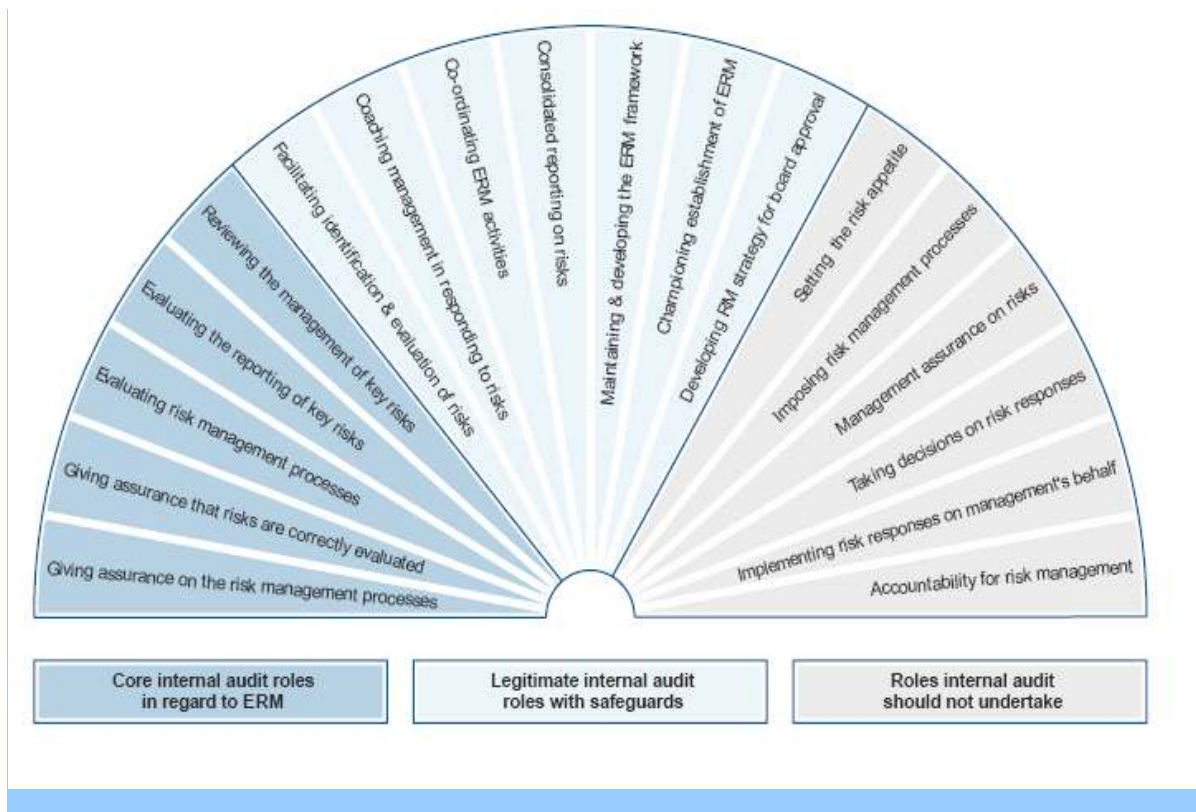 Giving assurance on the risk management processes
Giving assurance that risks are correctly evaluated
Evaluating risk management processes
Evaluating the reporting of key risks
Reviewing the management of key risks
Facilitating identification & evaluation of risks
Coaching management in responding to risks
Co-ordinating ERM activities
Consolidated reporting on risks
Maintaining & developing the ERM framework
Championing establishment of ERM
Developing RM strategy for board approval
Setting the risk appetite
Imposing risk management processes
Management assurance on risks
Taking decisions on risk responses
Implementing risk responses on management's behalf
Accountability for risk management
Core internal audit roles
in regard to ERM
Legitimate internal audit
roles with safeguards
Roles internal audit
should not undertake